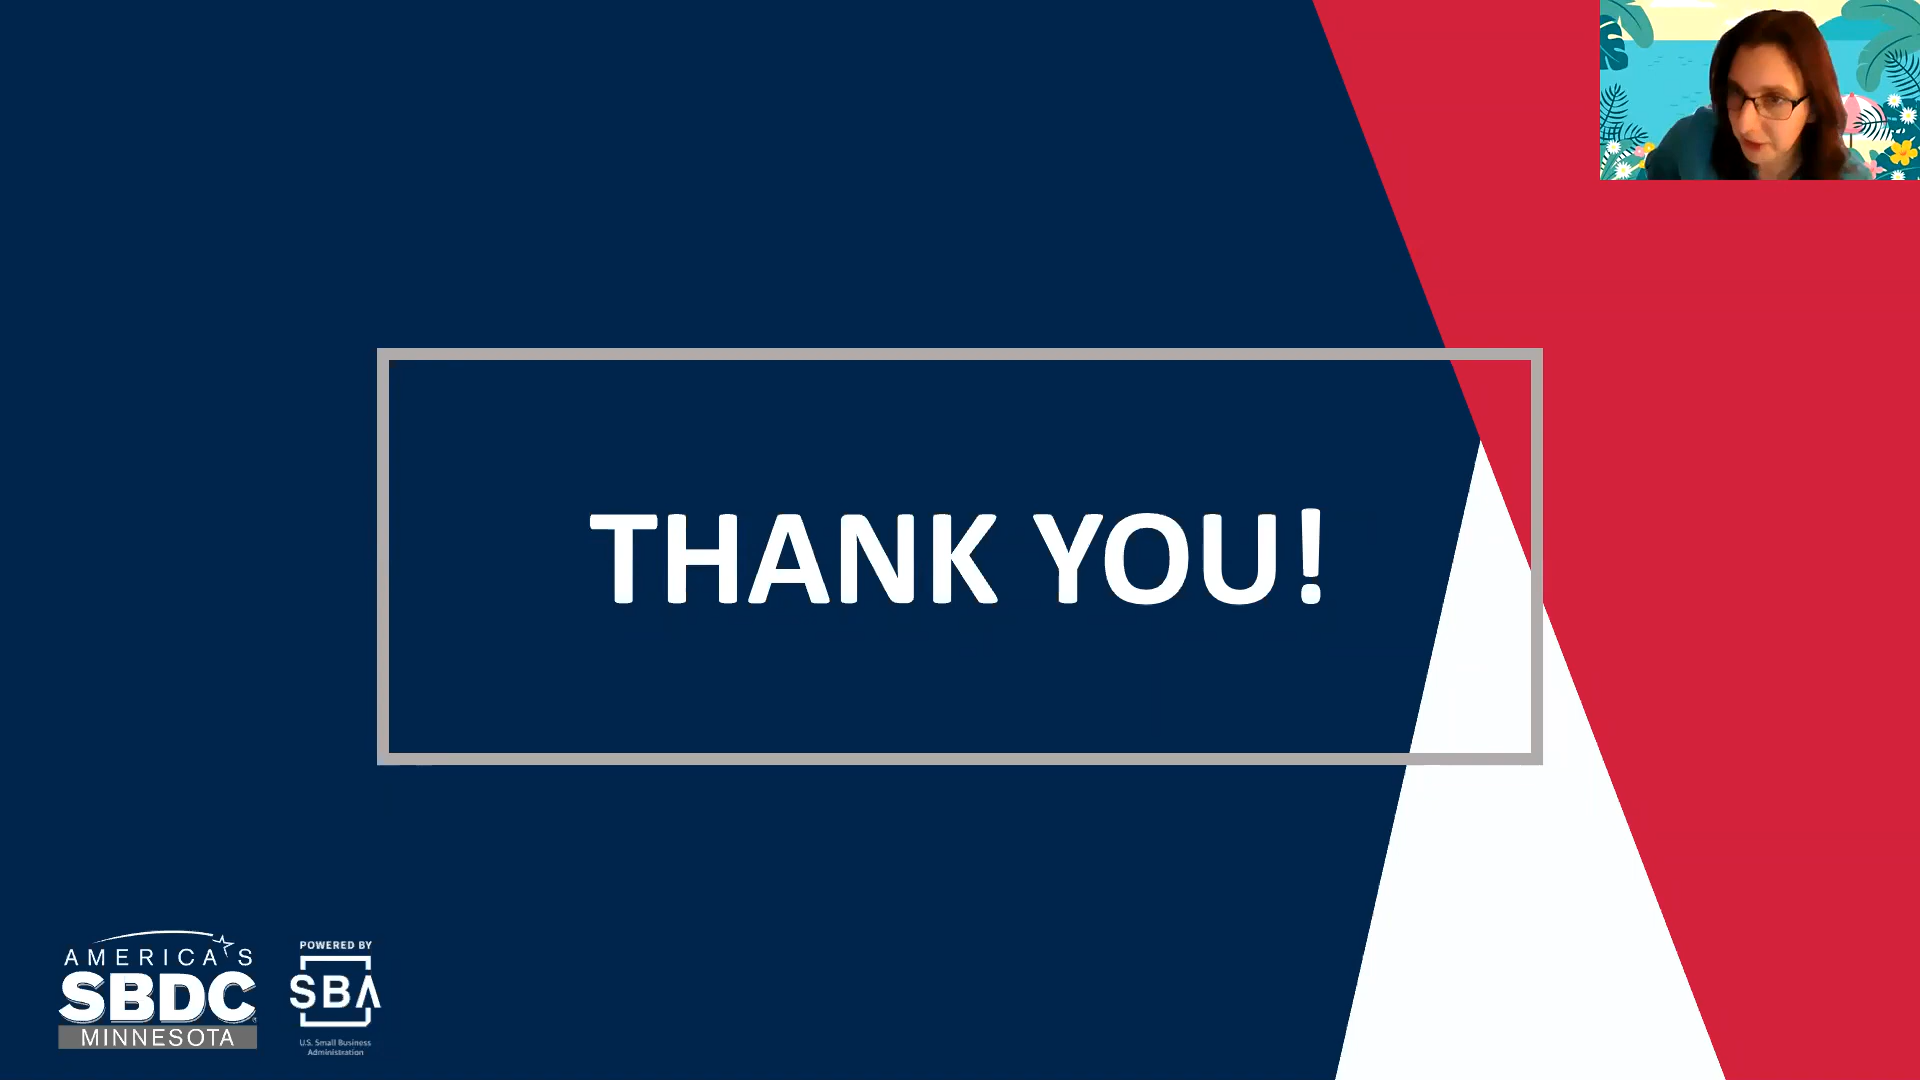 THANK YOU!
AMERICA'S
SBDC
MINNESOTA
POWERED BY
SBA
U.S. Small Business
Administration